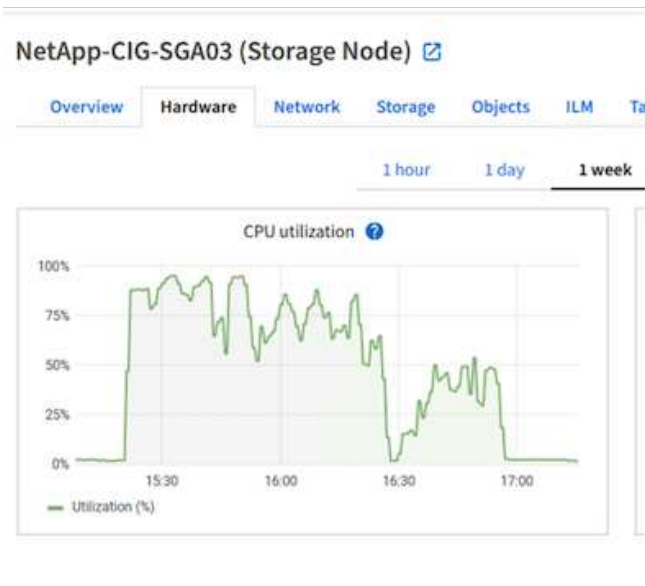 NetApp-CIG-SGA03 (Storage Node)
Overview Hardware Network Storage Objects ILM Ta
1 hour 1 day 1 week
CPU utilization ?
100%
75%
50%
25%
0%
15:30 16:00 16:30 17:00
Utilization (%)